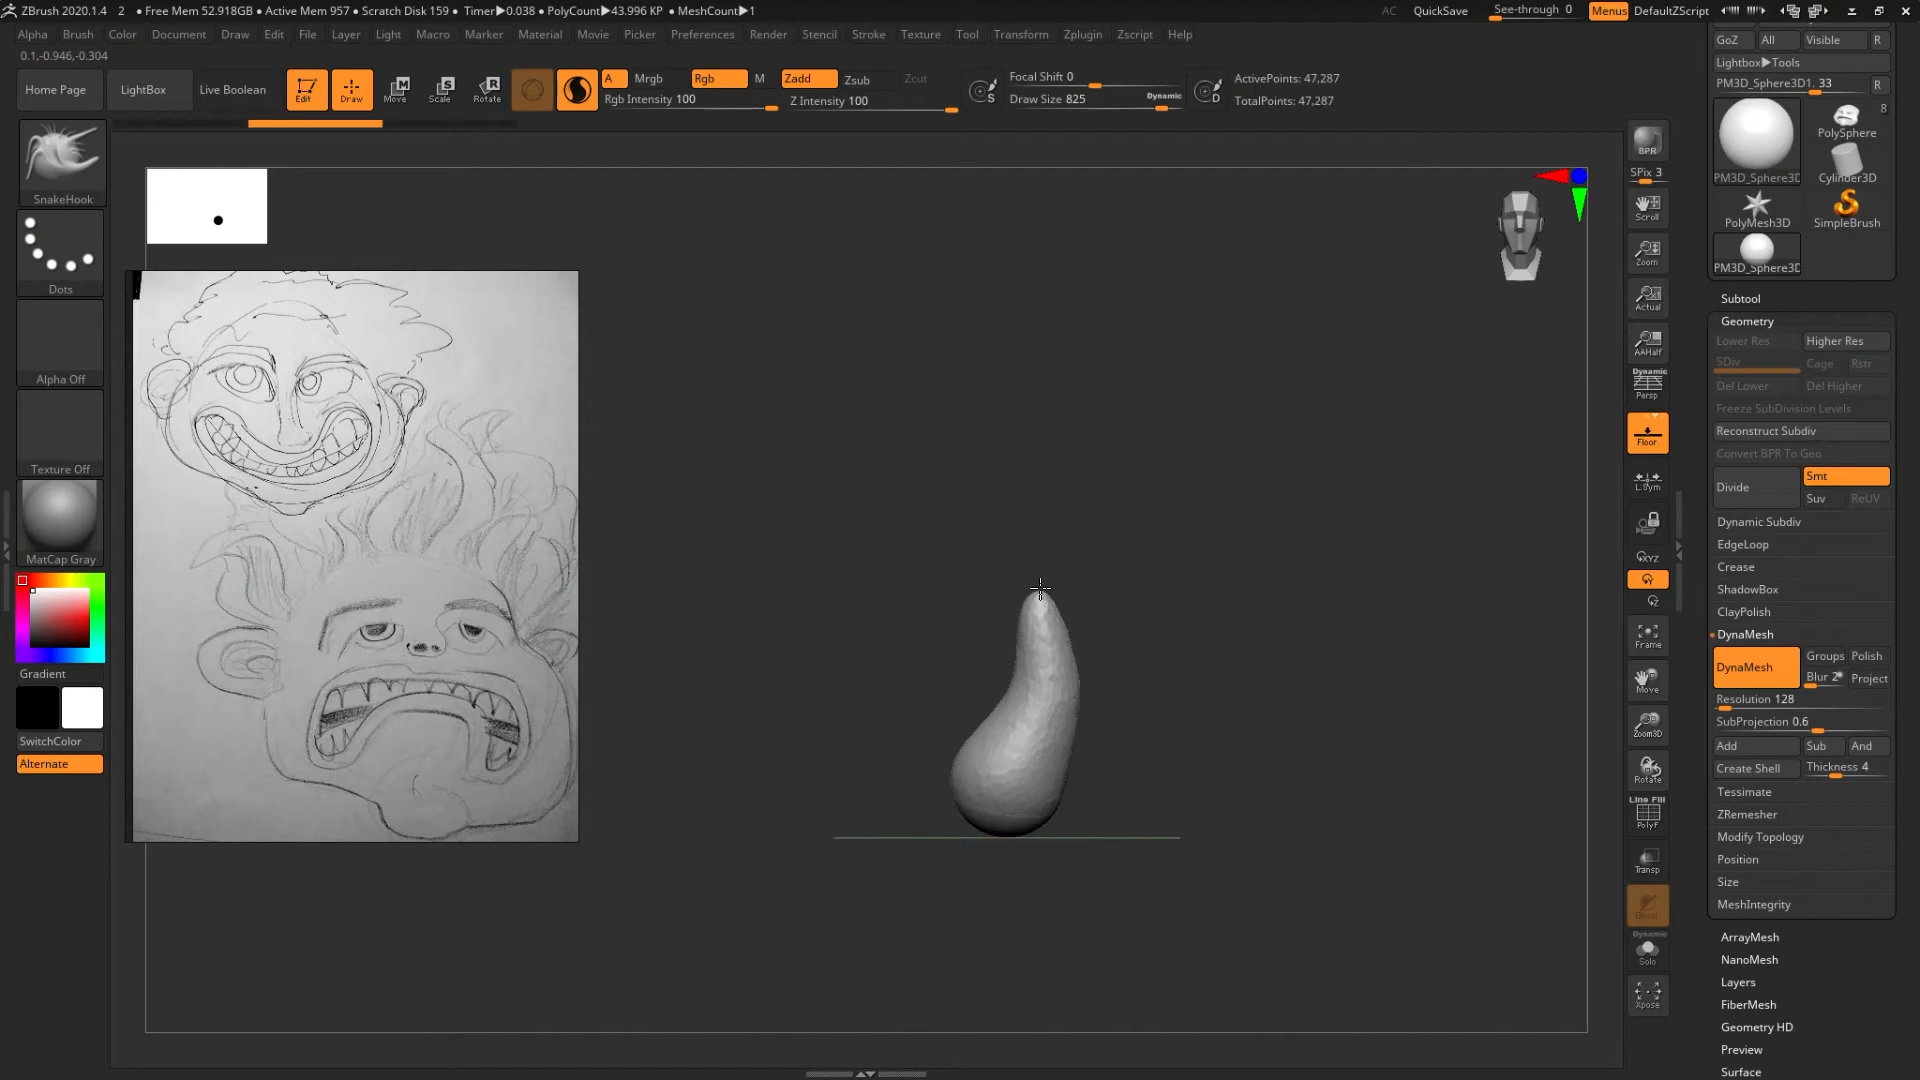 ZBrush 2020.1.4 2 ● Free Mem 52.918GB ● Active Mem 957 ● Scratch Disk 159 ● Timer▶0.038 ● PolyCount▶43.996 KP ● MeshCount▶1 AC QuickSave See-through 0 Menus DefaultZScript
Alpha Brush Color Document Draw Edit File Layer Light Macro Marker Material Movie Picker Preferences Render Stencil Stroke Texture Tool Transform Zplugin Zscript Help
0.1,-0.946,-0.304
Home Page LightBox Live Boolean
Edit Draw Move Scale Rotate
A Mrgb Rgb M Zadd Zsub Zcut
Rgb Intensity 100 Z Intensity 100
S
Focal Shift 0
Draw Size 825 Dynamic
D
ActivePoints: 47,287
TotalPoints: 47,287
SnakeHook
Dots
Alpha Off
Texture Off
MatCap Gray
Gradient
SwitchColor
Alternate
BPR
SPix 3
Scroll
Zoom
Actual
AAHalf
Dynamic
Persp
Floor
L.Sym
XYZ
Y
Z
Frame
Move
Zoom3D
Rotate
Line Fill
PolyF
Transp
Ghost
Dynamic
Solo
Xpose
GoZ All Visible R
Lightbox▶Tools
PM3D_Sphere3D1. 33 R
8
PolySphere
PM3D_Sphere3D Cylinder3D
PolyMesh3D SimpleBrush
PM3D_Sphere3D
Subtool
Geometry
Lower Res Higher Res
SDiv Cage Rstr
Del Lower Del Higher
Freeze SubDivision Levels
Reconstruct Subdiv
Convert BPR To Geo
Divide Smt
Suv ReUV
Dynamic Subdiv
EdgeLoop
Crease
ShadowBox
ClayPolish
DynaMesh
DynaMesh Groups Polish
Blur 2 Project
Resolution 128
SubProjection 0.6
Add Sub And
Create Shell Thickness 4
Tessimate
ZRemesher
Modify Topology
Position
Size
MeshIntegrity
ArrayMesh
NanoMesh
Layers
FiberMesh
Geometry HD
Preview
Surface